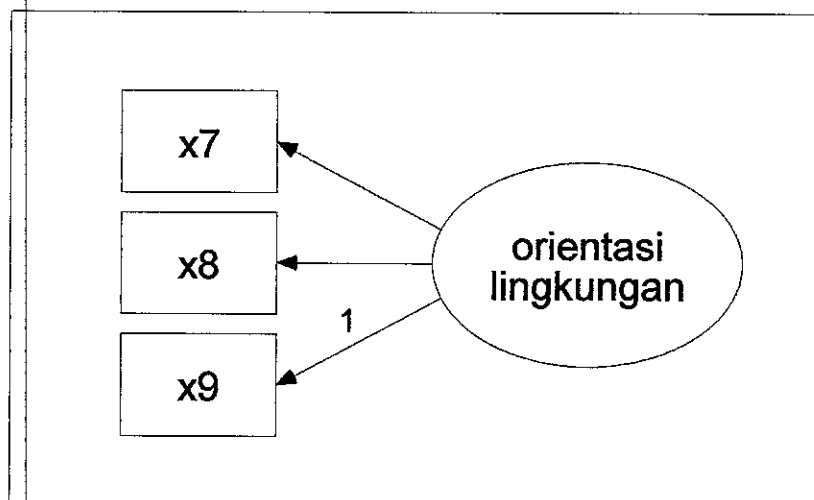 x7
x8
x9
1
orientasi
lingkungan